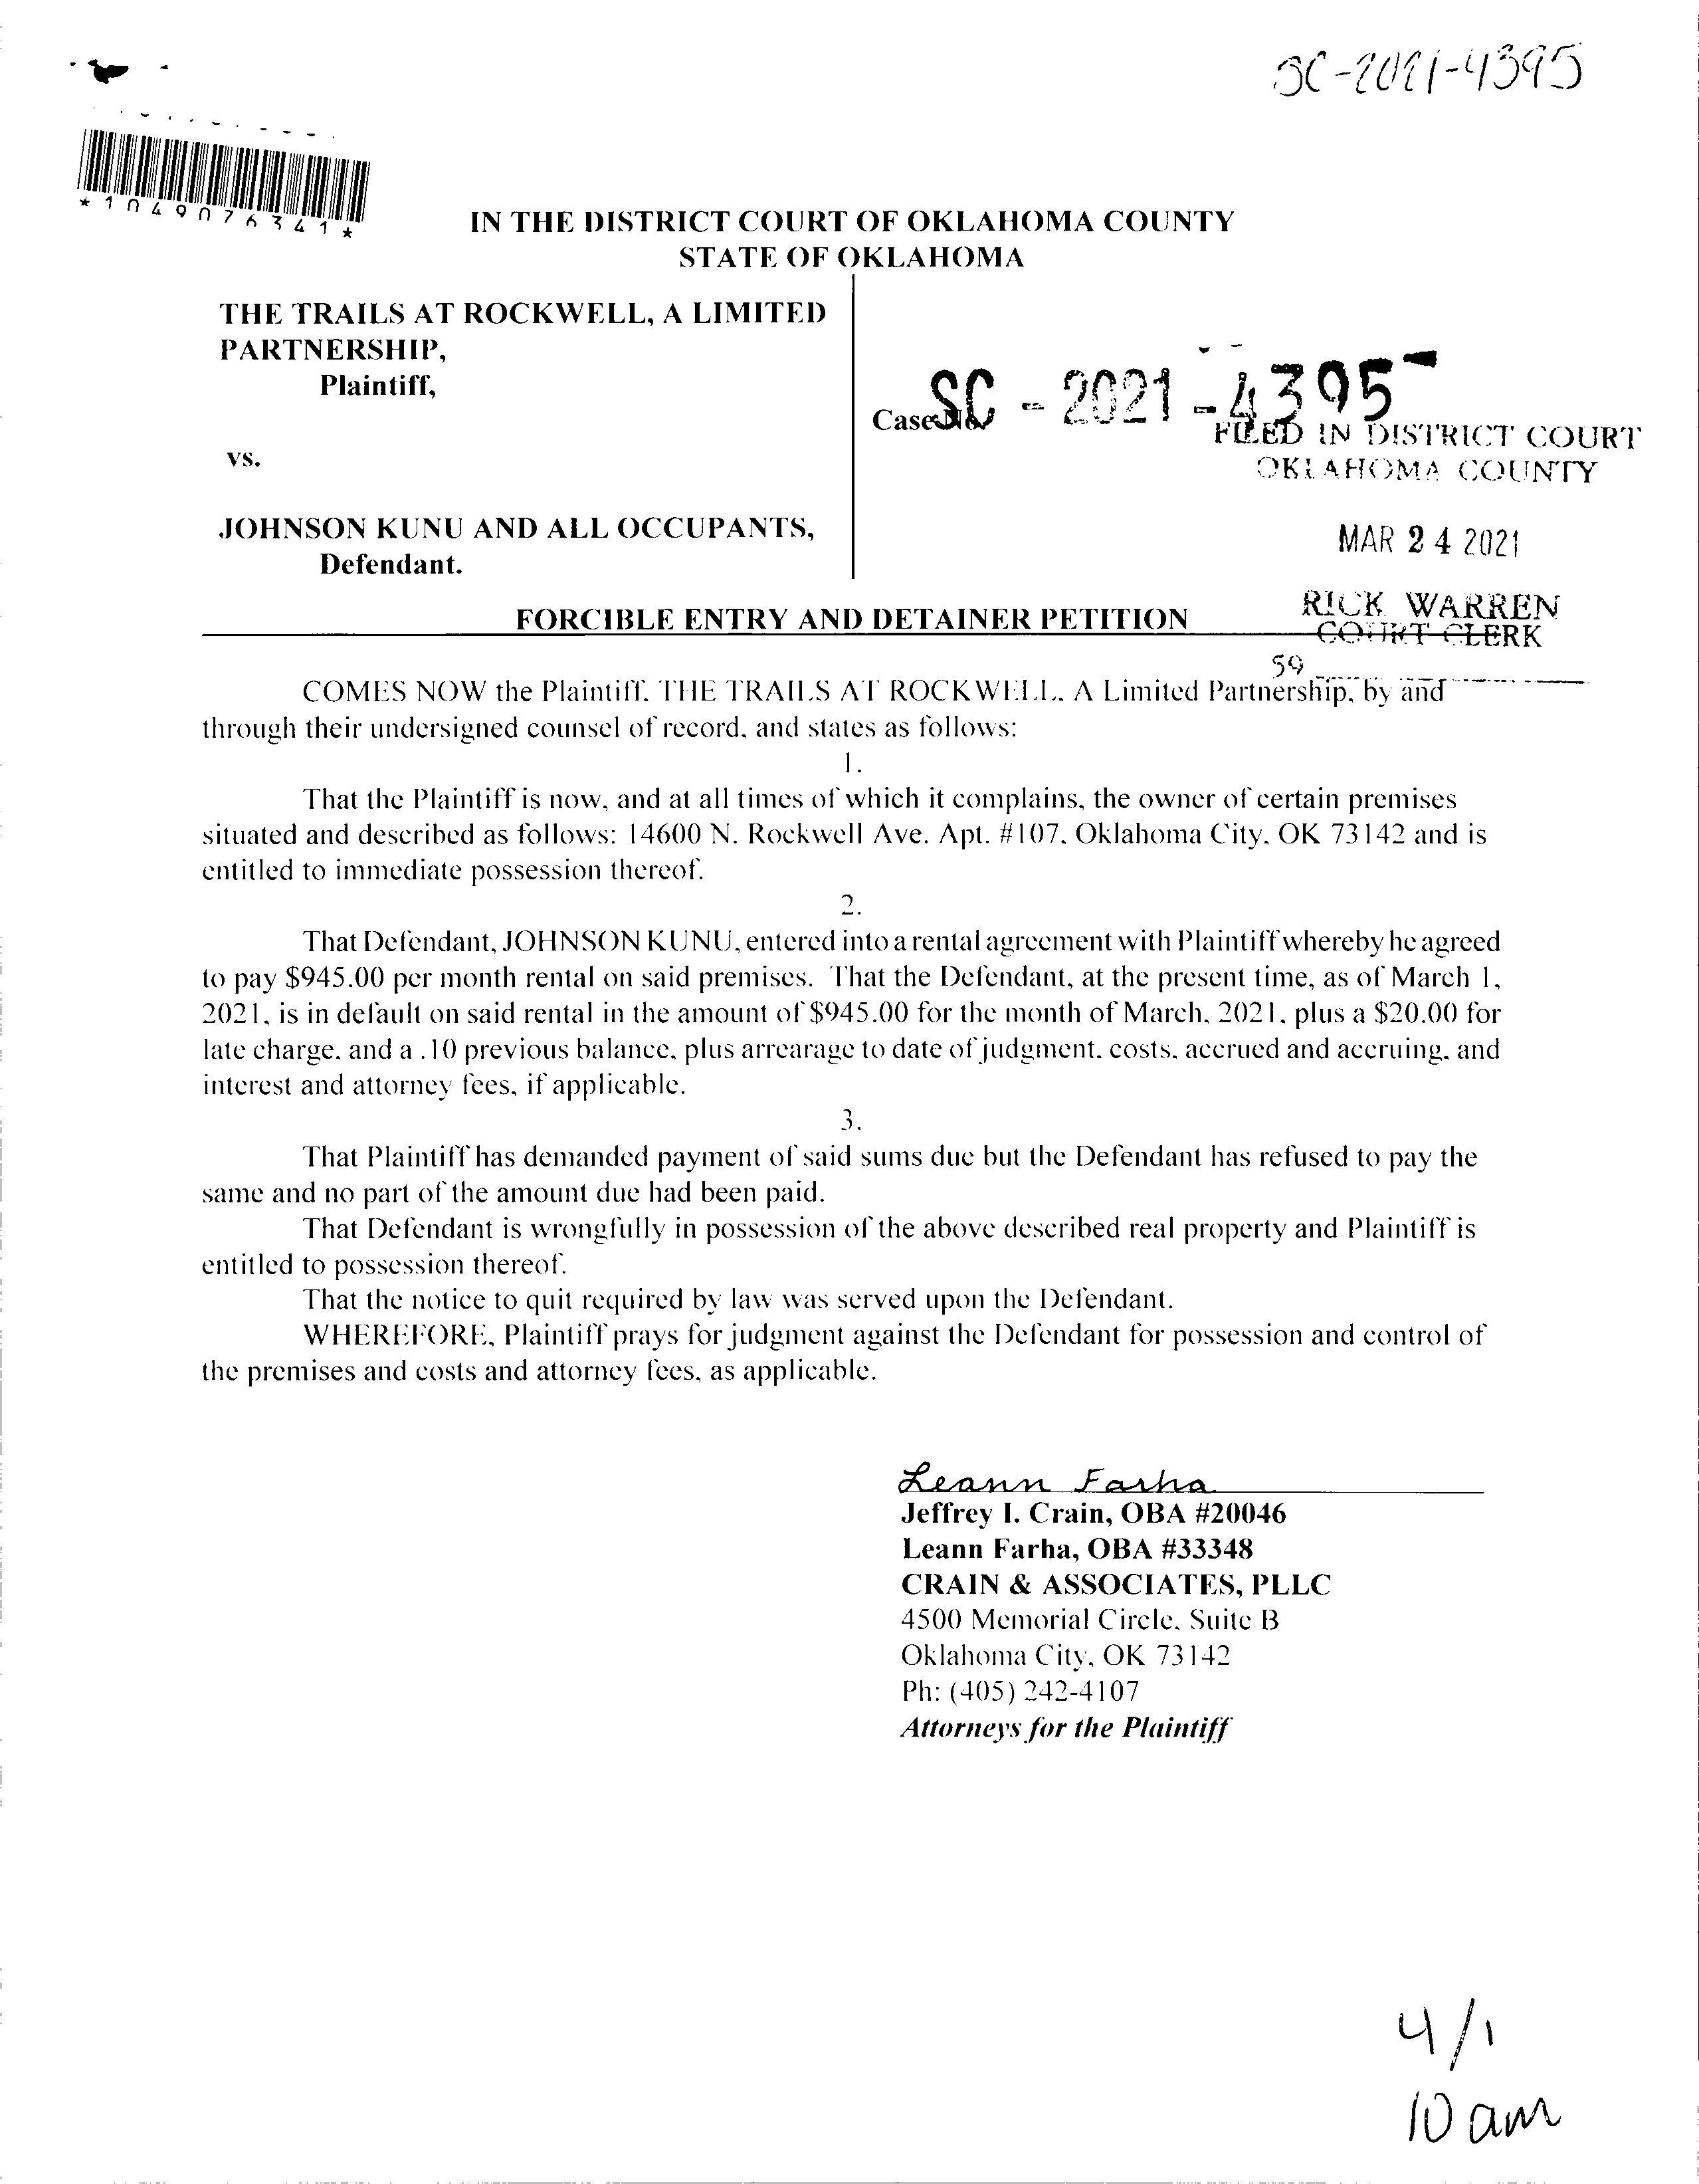 SC-2021-4395
*1049076341*
IN THE DISTRICT COURT OF OKLAHOMA COUNTY
STATE OF OKLAHOMA
THE TRAILS AT ROCKWELL, A LIMITED
PARTNERSHIP,
Plaintiff,
SC - 2021 - 4395
Case No.
FILED IN DISTRICT COURT
OKLAHOMA COUNTY
vs.
JOHNSON KUNU AND ALL OCCUPANTS,
MAR 24 2021
Defendant.
RICK WARREN
FORCIBLE ENTRY AND DETAINER PETITION
COURT CLERK
59
COMES NOW the Plaintiff, THE TRAILS AT ROCKWELL, A Limited Partnership, by and
through their undersigned counsel of record, and states as follows:
1.
That the Plaintiff is now, and at all times of which it complains, the owner of certain premises
situated and described as follows: 14600 N. Rockwell Ave. Apt. #107, Oklahoma City, OK 73142 and is
entitled to immediate possession thereof.
2.
That Defendant, JOHNSON KUNU, entered into a rental agreement with Plaintiff whereby he agreed
to pay $945.00 per month rental on said premises. That the Defendant, at the present time, as of March 1,
2021, is in default on said rental in the amount of $945.00 for the month of March, 2021, plus a $20.00 for
late charge, and a .10 previous balance, plus arrearage to date of judgment, costs, accrued and accruing, and
interest and attorney fees, if applicable.
3.
That Plaintiff has demanded payment of said sums due but the Defendant has refused to pay the
same and no part of the amount due had been paid.
That Defendant is wrongfully in possession of the above described real property and Plaintiff is
entitled to possession thereof.
That the notice to quit required by law was served upon the Defendant.
WHEREFORE, Plaintiff prays for judgment against the Defendant for possession and control of
the premises and costs and attorney fees, as applicable.
Leann Farha
Jeffrey I. Crain, OBA #20046
Leann Farha, OBA #33348
CRAIN & ASSOCIATES, PLLC
4500 Memorial Circle, Suite B
Oklahoma City, OK 73142
Ph: (405) 242-4107
Attorneys for the Plaintiff
4/1
10 am